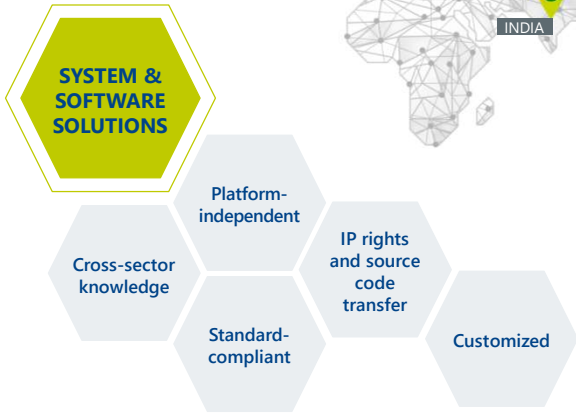 INDIA
SYSTEM &
SOFTWARE
SOLUTIONS
Platform-
independent
IP rights
and source
code
transfer
Cross-sector
knowledge
Standard-
compliant
Customized